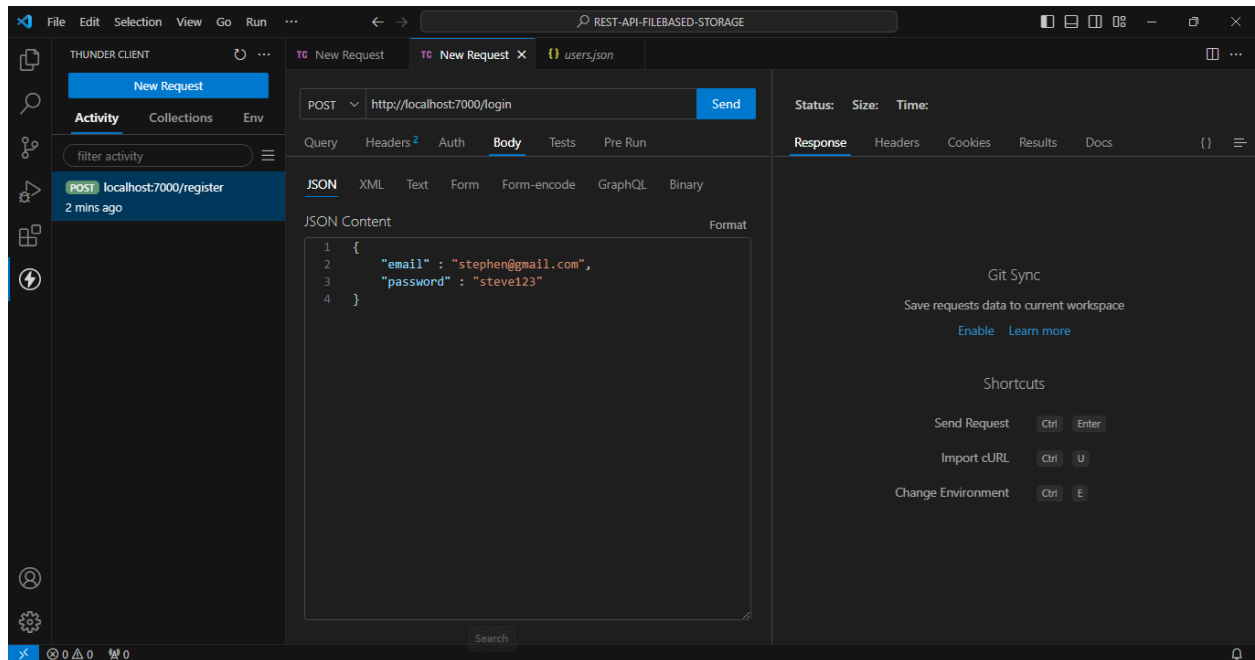 File Edit Selection View Go Run ···
REST-API-FILEBASED-STORAGE
THUNDER CLIENT
New Request
Activity Collections Env
filter activity
POST localhost:7000/register
2 mins ago
TC New Request
TC New Request
{} users.json
POST http://localhost:7000/login Send
Query Headers 2 Auth Body Tests Pre Run
JSON XML Text Form Form-encode GraphQL Binary
JSON Content Format
1 {
2 "email" : "stephen@gmail.com",
3 "password" : "steve123"
4 }
Search
Status: Size: Time:
Response Headers Cookies Results Docs {}
Git Sync
Save requests data to current workspace
Enable Learn more
Shortcuts
Send Request Ctrl Enter
Import cURL Ctrl U
Change Environment Ctrl E
0 0 0